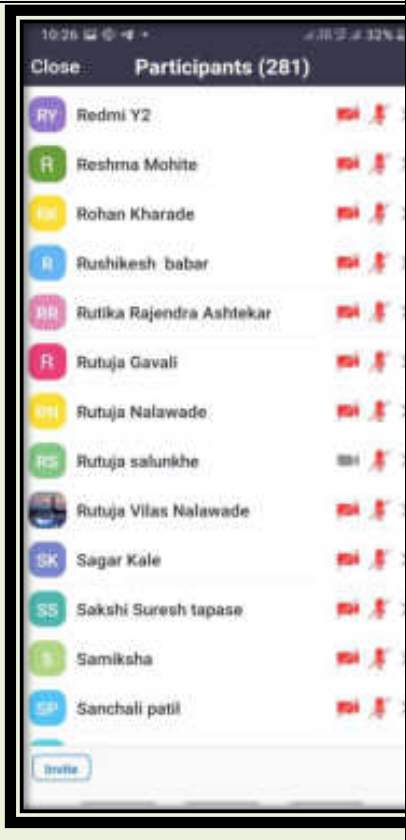 10:26 32%
Close Participants (281)
RY Redmi Y2
R Reshma Mohite
RK Rohan Kharade
R Rushikesh babar
RR Rutika Rajendra Ashtekar
R Rutuja Gavali
RN Rutuja Nalawade
RS Rutuja salunkhe
Rutuja Vilas Nalawade
SK Sagar Kale
SS Sakshi Suresh tapase
S Samiksha
SP Sanchali patil
Invite